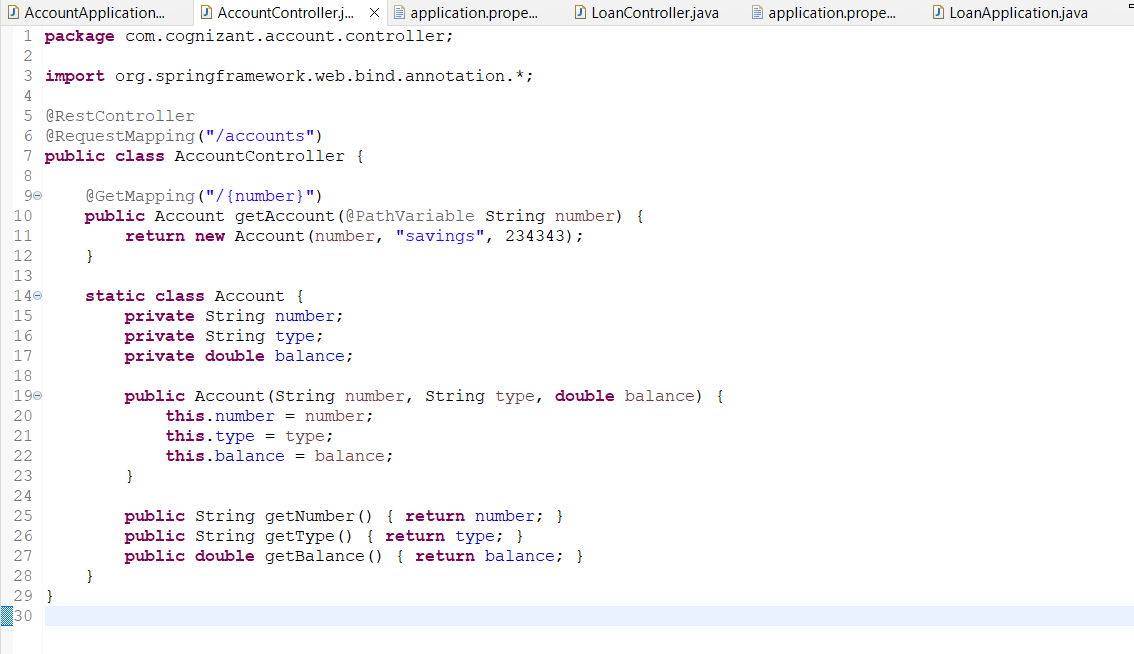 AccountApplication... AccountController.j... application.prope... LoanController.java application.prope... LoanApplication.java
1 package com.cognizant.account.controller;
2
3 import org.springframework.web.bind.annotation.*;
4
5 @RestController
6 @RequestMapping("/accounts")
7 public class AccountController {
8
9 @GetMapping("/{number}")
10 public Account getAccount(@PathVariable String number) {
11 return new Account(number, "savings", 234343);
12 }
13
14 static class Account {
15 private String number;
16 private String type;
17 private double balance;
18
19 public Account(String number, String type, double balance) {
20 this.number = number;
21 this.type = type;
22 this.balance = balance;
23 }
24
25 public String getNumber() { return number; }
26 public String getType() { return type; }
27 public double getBalance() { return balance; }
28 }
29 }
30